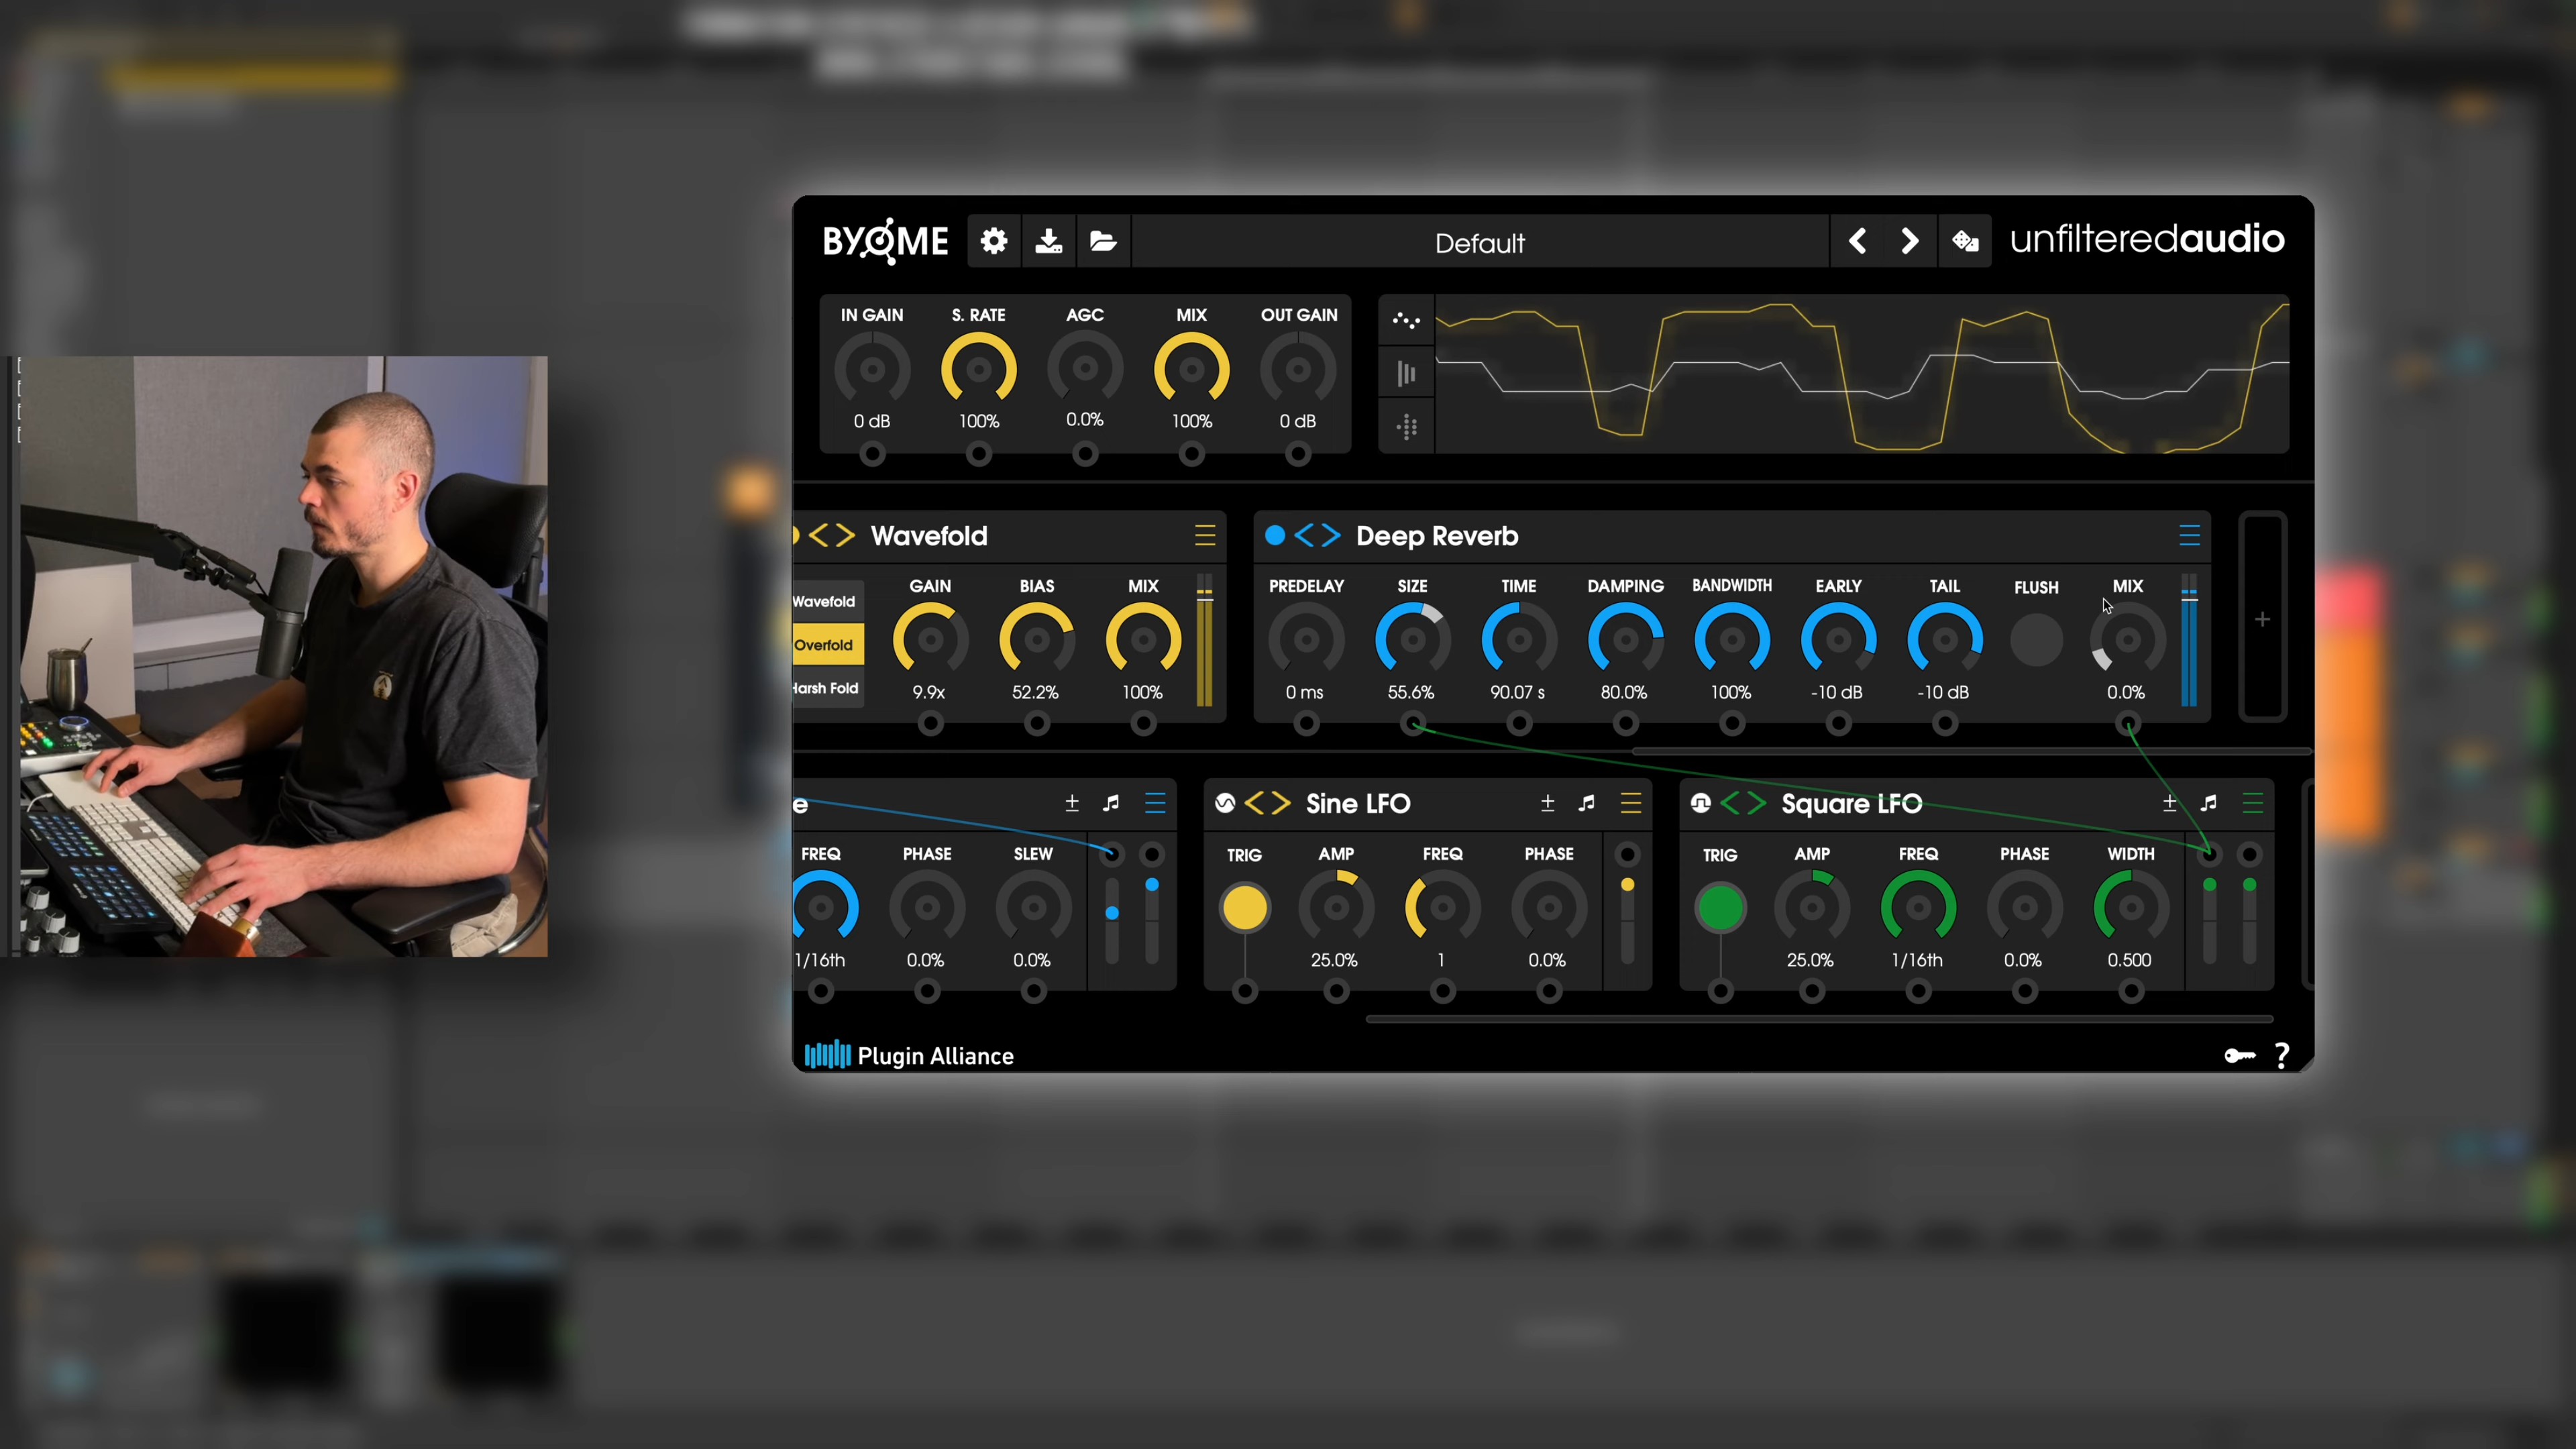 BYOME
Default
unfilteredaudio
IN GAIN S. RATE AGC MIX OUT GAIN
0 dB 100% 0.0% 100% 0 dB
Wavefold
Deep Reverb
Wavefold
Overfold
Harsh Fold
GAIN BIAS MIX
9.9x 52.2% 100%
PREDELAY SIZE TIME DAMPING BANDWIDTH EARLY TAIL FLUSH MIX
0 ms 55.6% 90.07 s 80.0% 100% -10 dB -10 dB 0.0%
+
e
Sine LFO
Square LFO
FREQ PHASE SLEW
1/16th 0.0% 0.0%
TRIG AMP FREQ PHASE
25.0% 1 0.0%
TRIG AMP FREQ PHASE WIDTH
25.0% 1/16th 0.0% 0.500
Plugin Alliance
?